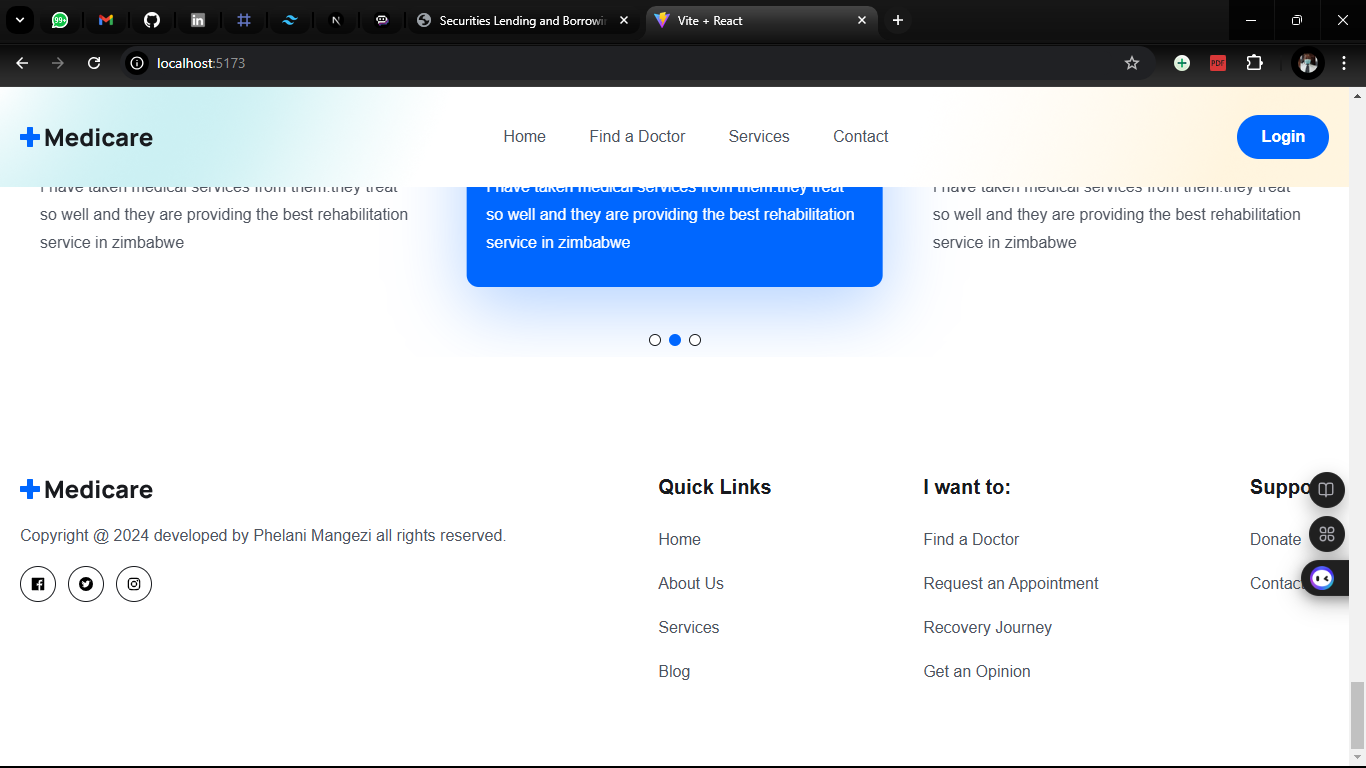 99+
Securities Lending and Borrowin
Vite + React
localhost:5173
PDF
Medicare
Home
Find a Doctor
Services
Contact
Login
I have taken medical services from them.they treat
so well and they are providing the best rehabilitation
service in zimbabwe
I have taken medical services from them.they treat
so well and they are providing the best rehabilitation
service in zimbabwe
I have taken medical services from them.they treat
so well and they are providing the best rehabilitation
service in zimbabwe
Medicare
Copyright @ 2024 developed by Phelani Mangezi all rights reserved.
Quick Links
Home
About Us
Services
Blog
I want to:
Find a Doctor
Request an Appointment
Recovery Journey
Get an Opinion
Suppo
Donate
Contac